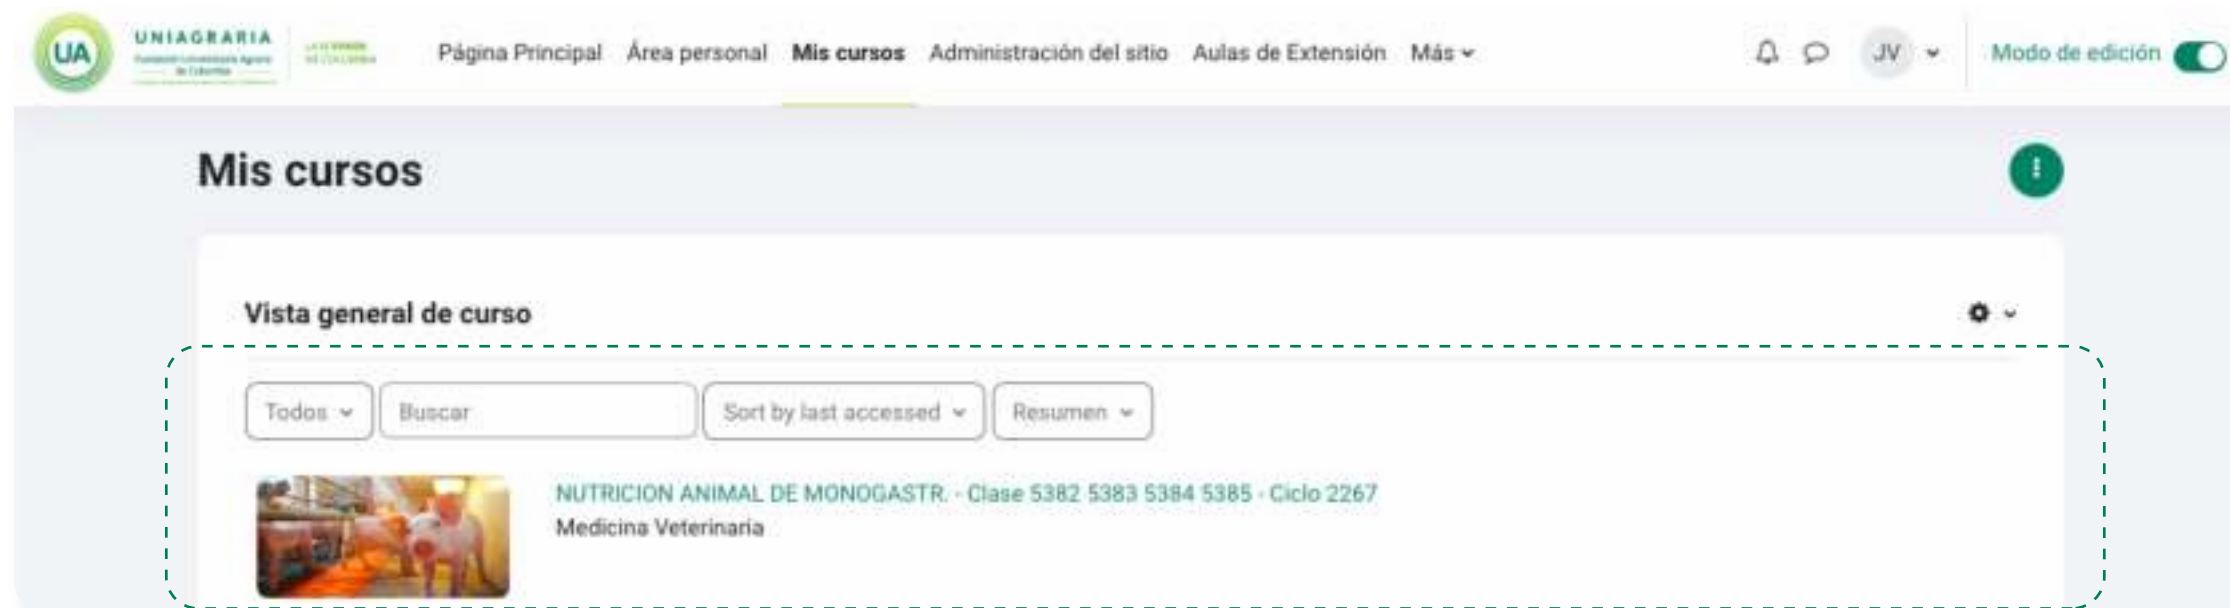 UA
UNIAGRARIA
Página Principal Área personal Mis cursos Administración del sitio Aulas de Extensión Más JV Modo de edición
Mis cursos
Vista general de curso
Todos Buscar Sort by last accessed Resumen
NUTRICION ANIMAL DE MONOGASTR. - Clase 5382 5383 5384 5385 - Ciclo 2267
Medicina Veterinaria